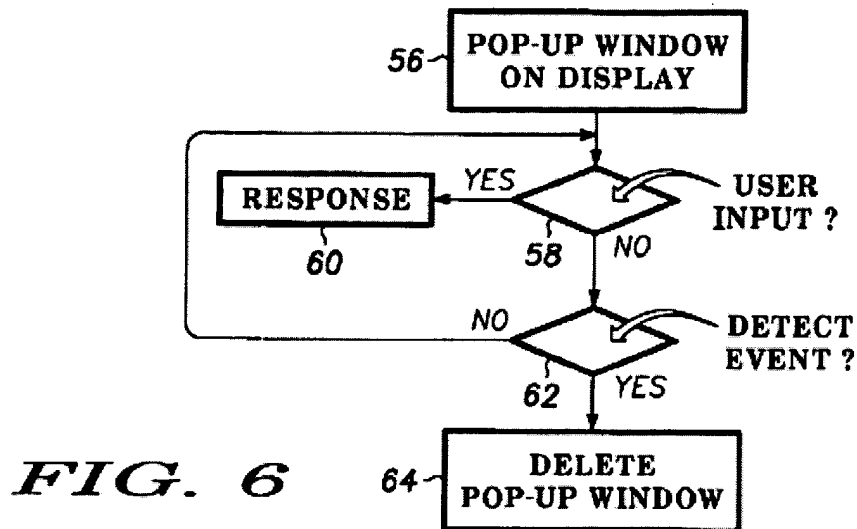 56
POP-UP WINDOW
ON DISPLAY
YES
RESPONSE
60
58
USER
INPUT ?
NO
NO
DETECT
EVENT ?
62
YES
64
DELETE
POP-UP WINDOW
FIG. 6